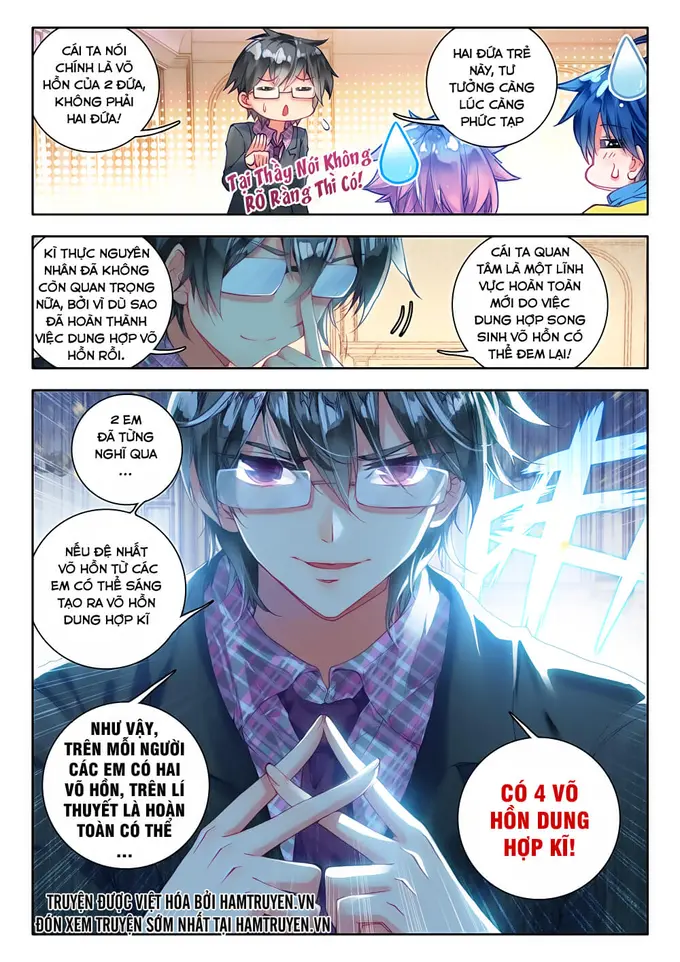 CÁI TA NÓI
CHÍNH LÀ VÕ
HỒN CỦA 2 ĐỨA,
KHÔNG PHẢI
HAI ĐỨA!
HAI ĐỨA TRẺ
NÀY, TƯ
TƯỞNG CÀNG
LÚC CÀNG
PHỨC TẠP
Tại Thầy Nói Không
Rõ Ràng Thì Có!
KÌ THỰC NGUYÊN
NHÂN ĐÃ KHÔNG
CÒN QUAN TRỌNG
NỮA, BỞI VÌ DÙ SAO
ĐÃ HOÀN THÀNH
VIỆC DUNG HỢP VÕ
HỒN RỒI.
CÁI TA QUAN
TÂM LÀ MỘT LĨNH
VỰC HOÀN TOÀN
MỚI DO VIỆC
DUNG HỢP SONG
SINH VÕ HỒN CÓ
THỂ ĐEM LẠI!
2 EM
ĐÃ TỪNG
NGHĨ QUA
...
NẾU ĐỆ NHẤT
VÕ HỒN TỪ CÁC
EM CÓ THỂ SÁNG
TẠO RA VÕ HỒN
DUNG HỢP KĨ
NHƯ VẬY,
TRÊN MỖI NGƯỜI
CÁC EM CÓ HAI
VÕ HỒN, TRÊN LÍ
THUYẾT LÀ HOÀN
TOÀN CÓ THỂ
...
CÓ 4 VÕ
HỒN DUNG
HỢP KĨ!
TRUYỆN ĐƯỢC VIỆT HÓA BỞI HAMTRUYEN.VN
ĐÓN XEM TRUYỆN SỚM NHẤT TẠI HAMTRUYEN.VN